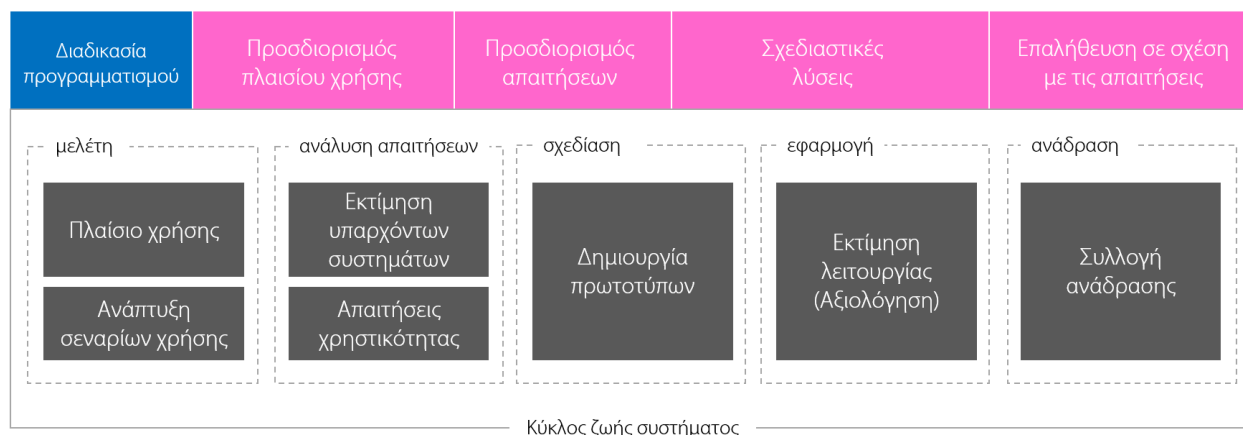 Διαδικασία
προγραμματισμού
Προσδιορισμός
πλαισίου χρήσης
Προσδιορισμός
απαιτήσεων
Σχεδιαστικές
λύσεις
Επαλήθευση σε σχέση
με τις απαιτήσεις
μελέτη
Πλαίσιο χρήσης
Ανάπτυξη
σεναρίων χρήσης
ανάλυση απαιτήσεων
Εκτίμηση
υπαρχόντων
συστημάτων
Απαιτήσεις
χρηστικότητας
σχεδίαση
Δημιουργία
πρωτοτύπων
εφαρμογή
Εκτίμηση
λειτουργίας
(Αξιολόγηση)
ανάδραση
Συλλογή
ανάδρασης
Κύκλος ζωής συστήματος